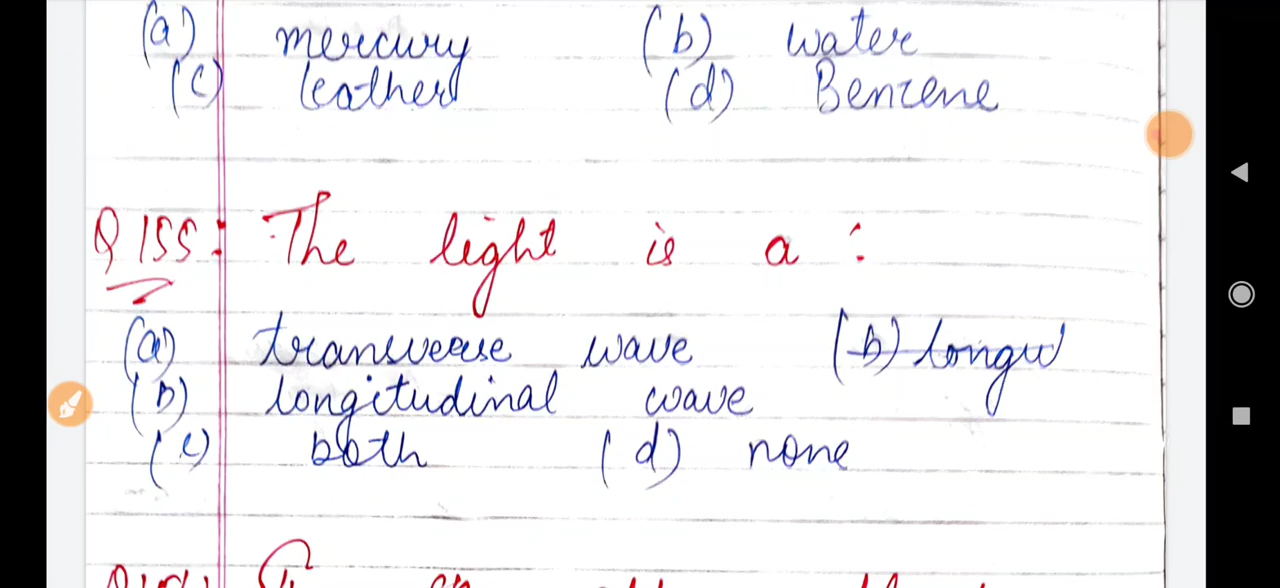 (a) mercury (b) water
(c) leather (d) Benzene
Q 155: The light is a :
(a) transverse wave (b) longu
(b) longitudinal wave
(c) both (d) none